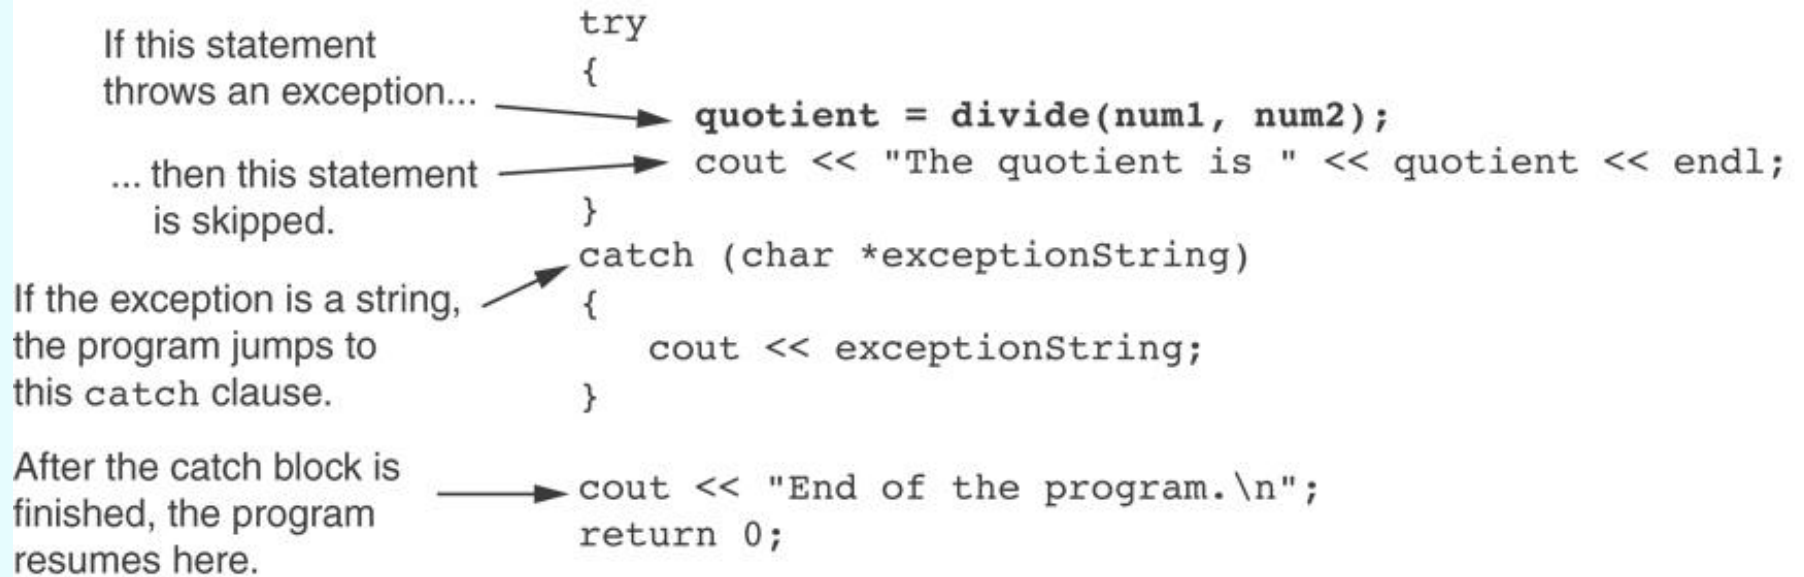 If this statement
throws an exception...
... then this statement
is skipped.
If the exception is a string,
the program jumps to
this catch clause.
After the catch block is
finished, the program
resumes here.
try
{
quotient = divide(num1, num2);
cout << "The quotient is " << quotient << endl;
}
catch (char *exceptionString)
{
cout << exceptionString;
}
cout << "End of the program.\n";
return 0;